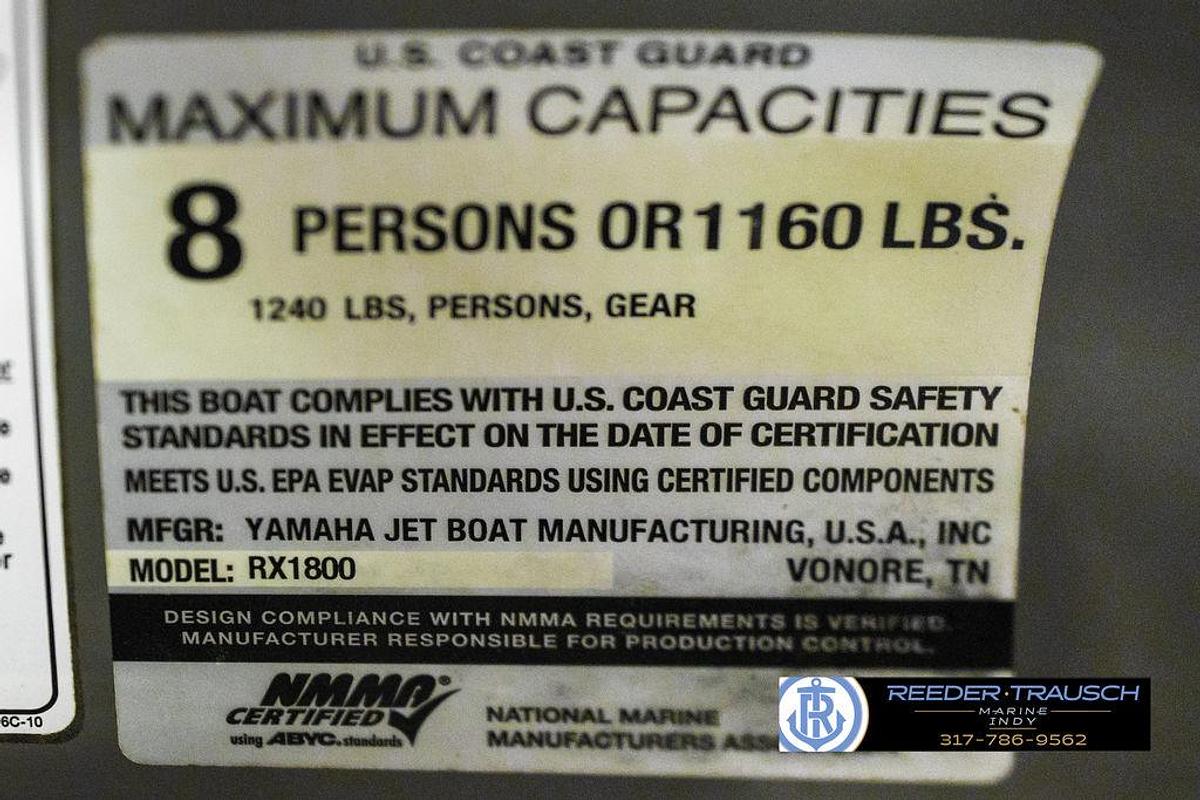 U.S. COAST GUARD
MAXIMUM CAPACITIES
8 PERSONS OR 1160 LBS.
1240 LBS, PERSONS, GEAR
THIS BOAT COMPLIES WITH U.S. COAST GUARD SAFETY
STANDARDS IN EFFECT ON THE DATE OF CERTIFICATION
MEETS U.S. EPA EVAP STANDARDS USING CERTIFIED COMPONENTS
MFGR: YAMAHA JET BOAT MANUFACTURING, U.S.A., INC
MODEL: RX1800 VONORE, TN
DESIGN COMPLIANCE WITH NMMA REQUIREMENTS IS VERIFIED.
MANUFACTURER RESPONSIBLE FOR PRODUCTION CONTROL.
NMMA®
CERTIFIED
using ABYC. standards
NATIONAL MARINE
MANUFACTURERS
6C-10
REEDER·TRAUSCH
MARINE
INDY
317-786-9562